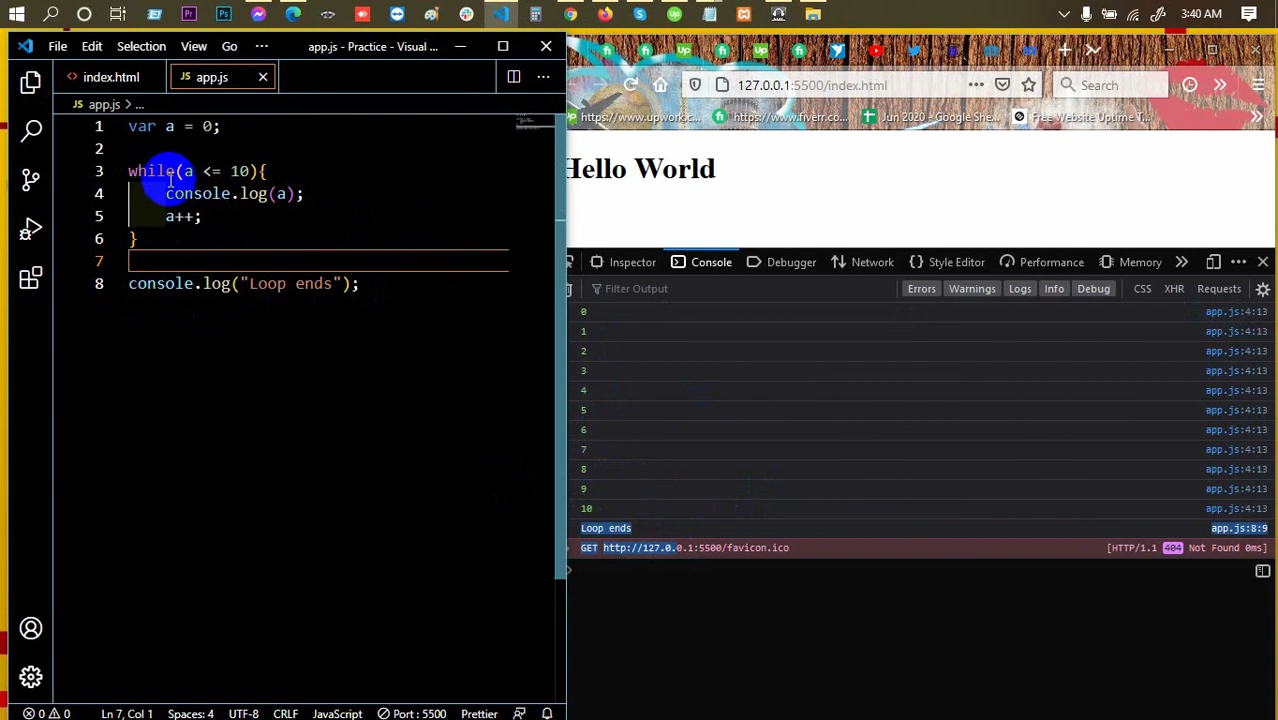 3:40 AM
File Edit Selection View Go ... app.js - Practice - Visual ...
<> index.html JS app.js
JS app.js > ...
1 var a = 0;
2
3 while(a <= 10){
4 console.log(a);
5 a++;
6 }
7
8 console.log("Loop ends");
0 0 Ln 7, Col 1 Spaces: 4 UTF-8 CRLF JavaScript Port : 5500 Prettier
127.0.0.1:5500/index.html ... Search
https://www.upwork.c... https://www.fiverr.co... Jun 2020 - Google She... Free Website Uptime T...
Hello World
Inspector Console Debugger Network {} Style Editor Performance Memory
Filter Output Errors Warnings Logs Info Debug CSS XHR Requests
0 app.js:4:13
1 app.js:4:13
2 app.js:4:13
3 app.js:4:13
4 app.js:4:13
5 app.js:4:13
6 app.js:4:13
7 app.js:4:13
8 app.js:4:13
9 app.js:4:13
10 app.js:4:13
Loop ends app.js:8:9
GET http://127.0.0.1:5500/favicon.ico [HTTP/1.1 404 Not Found 0ms]